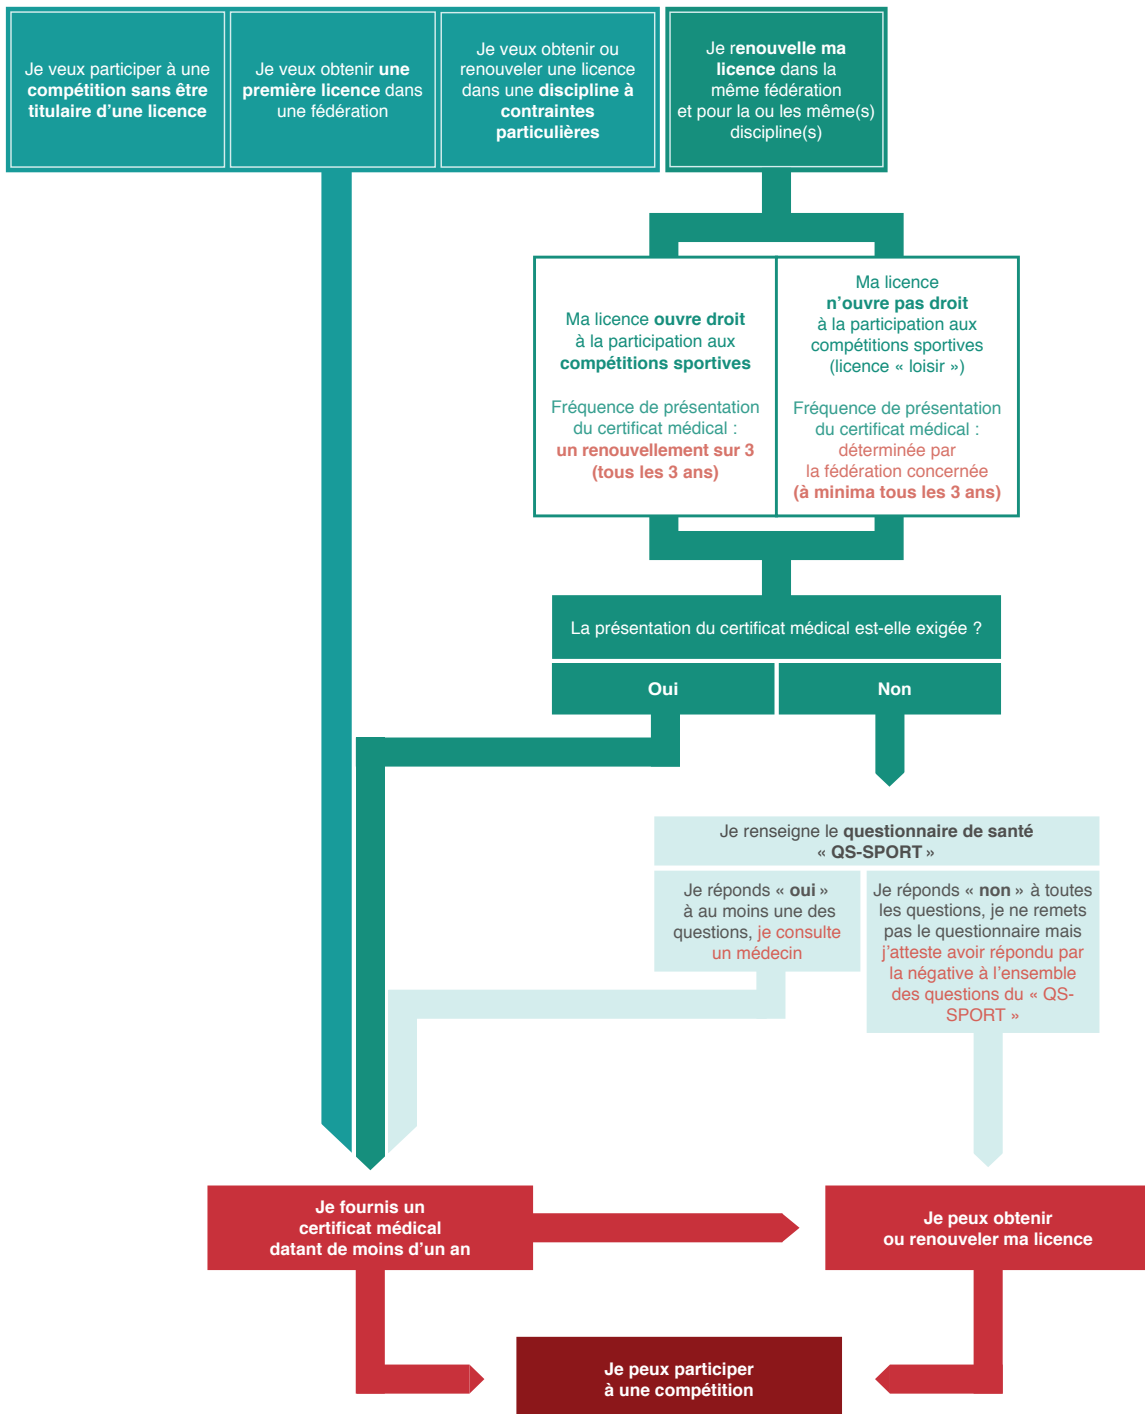 Je veux participer à une
compétition sans être
titulaire d’une licence
Je veux obtenir une
première licence dans
une fédération
Je veux obtenir ou
renouveler une licence
dans une discipline à
contraintes
particulières
Je renouvelle ma
licence dans la
même fédération
et pour la ou les même(s)
discipline(s)
Ma licence ouvre droit
à la participation aux
compétitions sportives
Fréquence de présentation
du certificat médical :
un renouvellement sur 3
(tous les 3 ans)
Ma licence
n’ouvre pas droit
à la participation aux
compétitions sportives
(licence « loisir »)
Fréquence de présentation
du certificat médical :
déterminée par
la fédération concernée
(à minima tous les 3 ans)
La présentation du certificat médical est-elle exigée ?
Oui
Non
Je renseigne le questionnaire de santé
« QS-SPORT »
Je réponds « oui »
à au moins une des
questions, je consulte
un médecin
Je réponds « non » à toutes
les questions, je ne remets
pas le questionnaire mais
j’atteste avoir répondu par
la négative à l’ensemble
des questions du « QS-
SPORT »
Je fournis un
certificat médical
datant de moins d’un an
Je peux obtenir
ou renouveler ma licence
Je peux participer
à une compétition